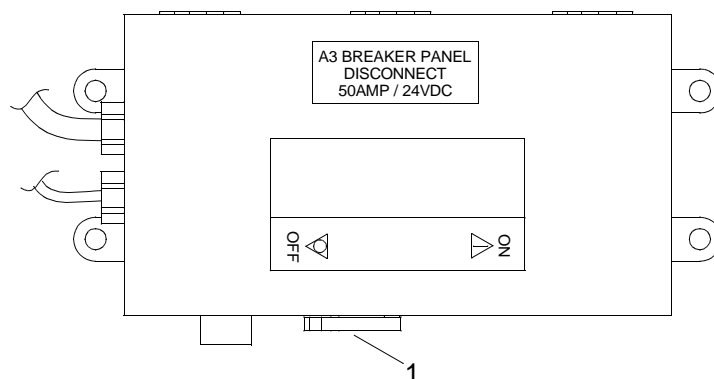 A3 BREAKER PANEL
DISCONNECT
50AMP / 24VDC
OFF
ON
1